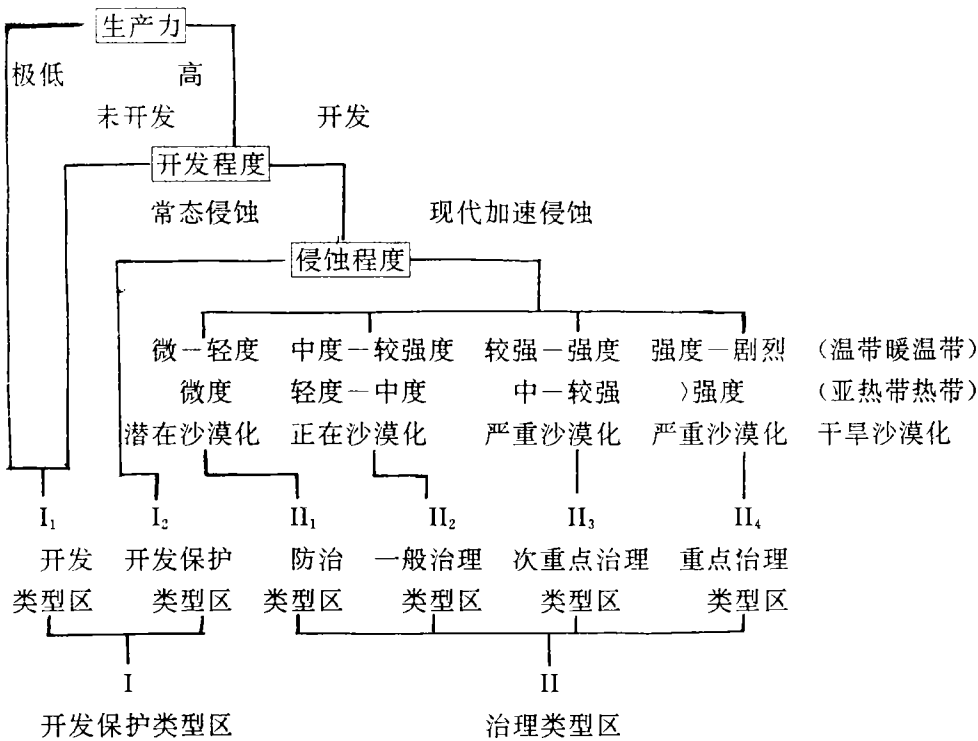 生产力
极低 高
未开发 开发
开发程度
常态侵蚀 现代加速侵蚀
侵蚀程度
微—轻度 中度—较强度 较强—强度 强度—剧烈 (温带暖温带)
微度 轻度—中度 中—较强 〉强度 (亚热带热带)
潜在沙漠化 正在沙漠化 严重沙漠化 严重沙漠化 干旱沙漠化
I₁ I₂ II₁ II₂ II₃ II₄
开发 开发保护 防治 一般治理 次重点治理 重点治理
类型区 类型区 类型区 类型区 类型区 类型区
I II
开发保护类型区 治理类型区